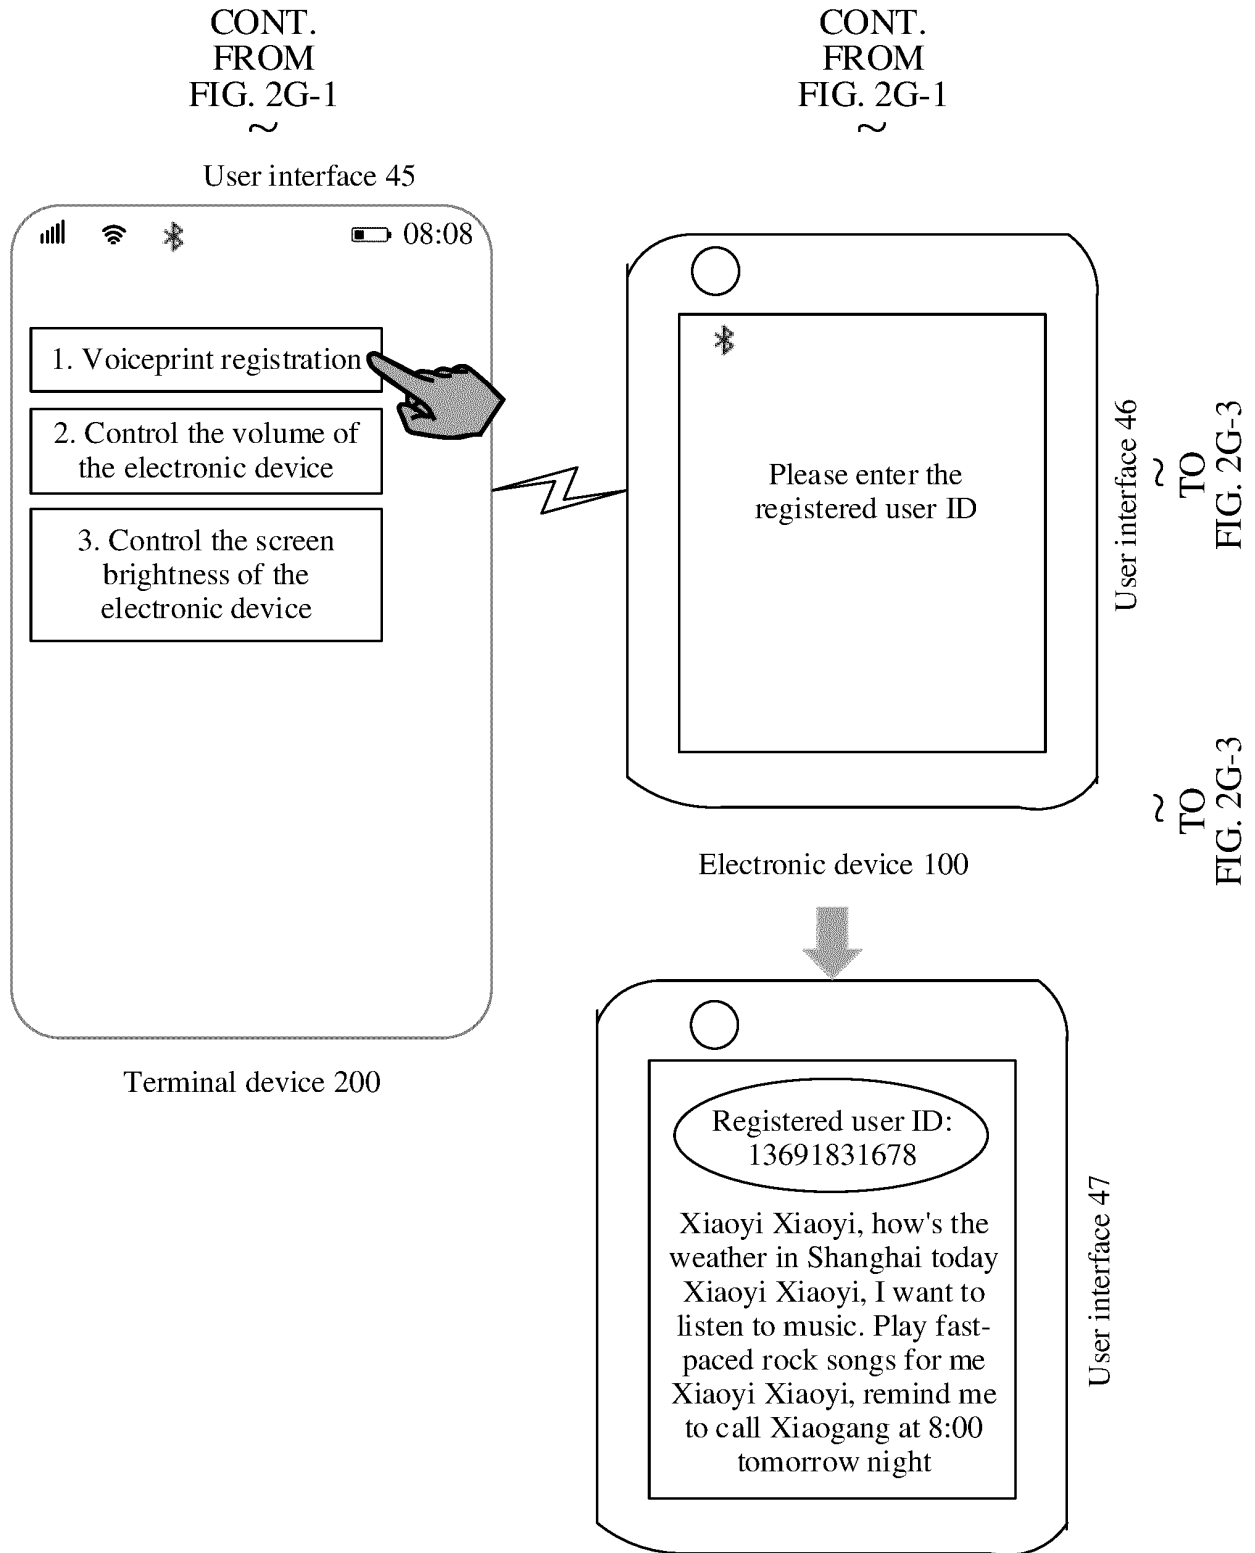 CONT.
FROM
FIG. 2G-1
~
CONT.
FROM
FIG. 2G-1
~
User interface 45
08:08
1. Voiceprint registration
2. Control the volume of
the electronic device
3. Control the screen
brightness of the
electronic device
Terminal device 200
Please enter the
registered user ID
User interface 46
~
TO
FIG. 2G-3
Electronic device 100
~
TO
FIG. 2G-3
Registered user ID:
13691831678
Xiaoyi Xiaoyi, how's the
weather in Shanghai today
Xiaoyi Xiaoyi, I want to
listen to music. Play fast-
paced rock songs for me
Xiaoyi Xiaoyi, remind me
to call Xiaogang at 8:00
tomorrow night
User interface 47